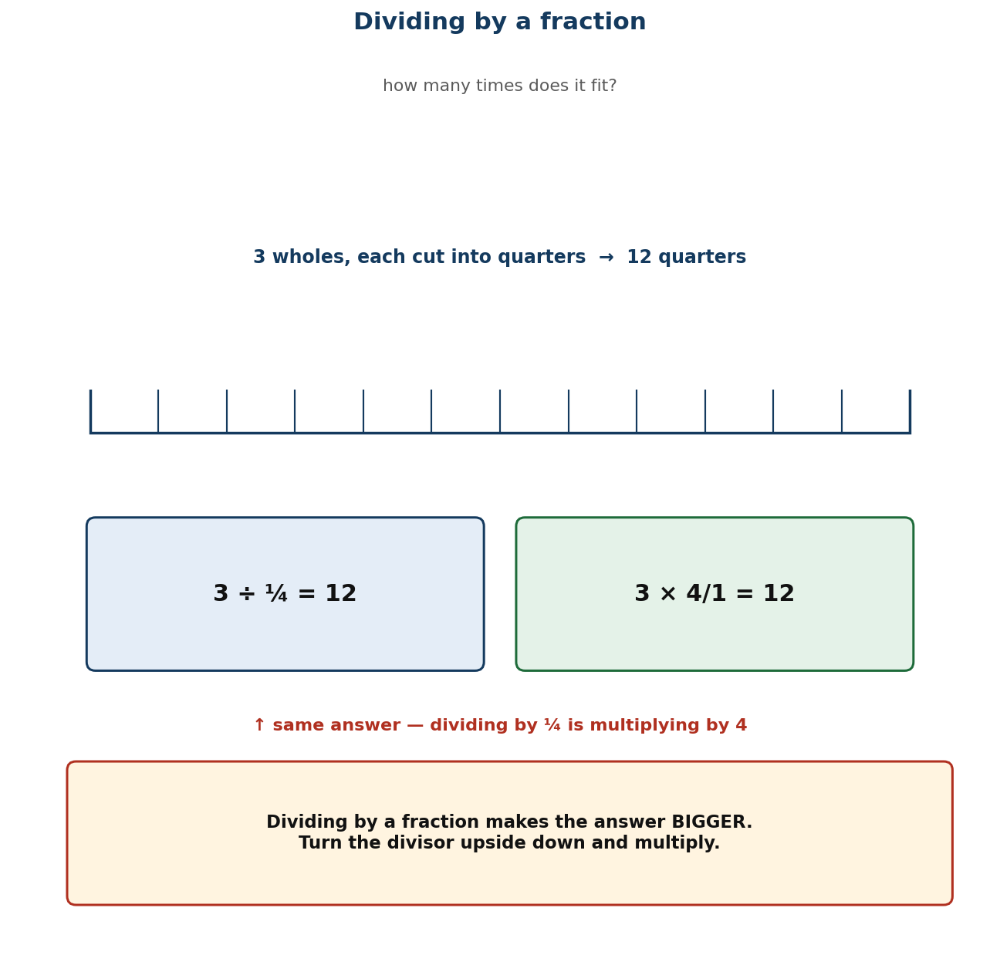 Dividing by a fraction
how many times does it fit?
3 wholes, each cut into quarters → 12 quarters
3 ÷ ¼ = 12
3 × 4/1 = 12
↑ same answer — dividing by ¼ is multiplying by 4
Dividing by a fraction makes the answer BIGGER.
Turn the divisor upside down and multiply.